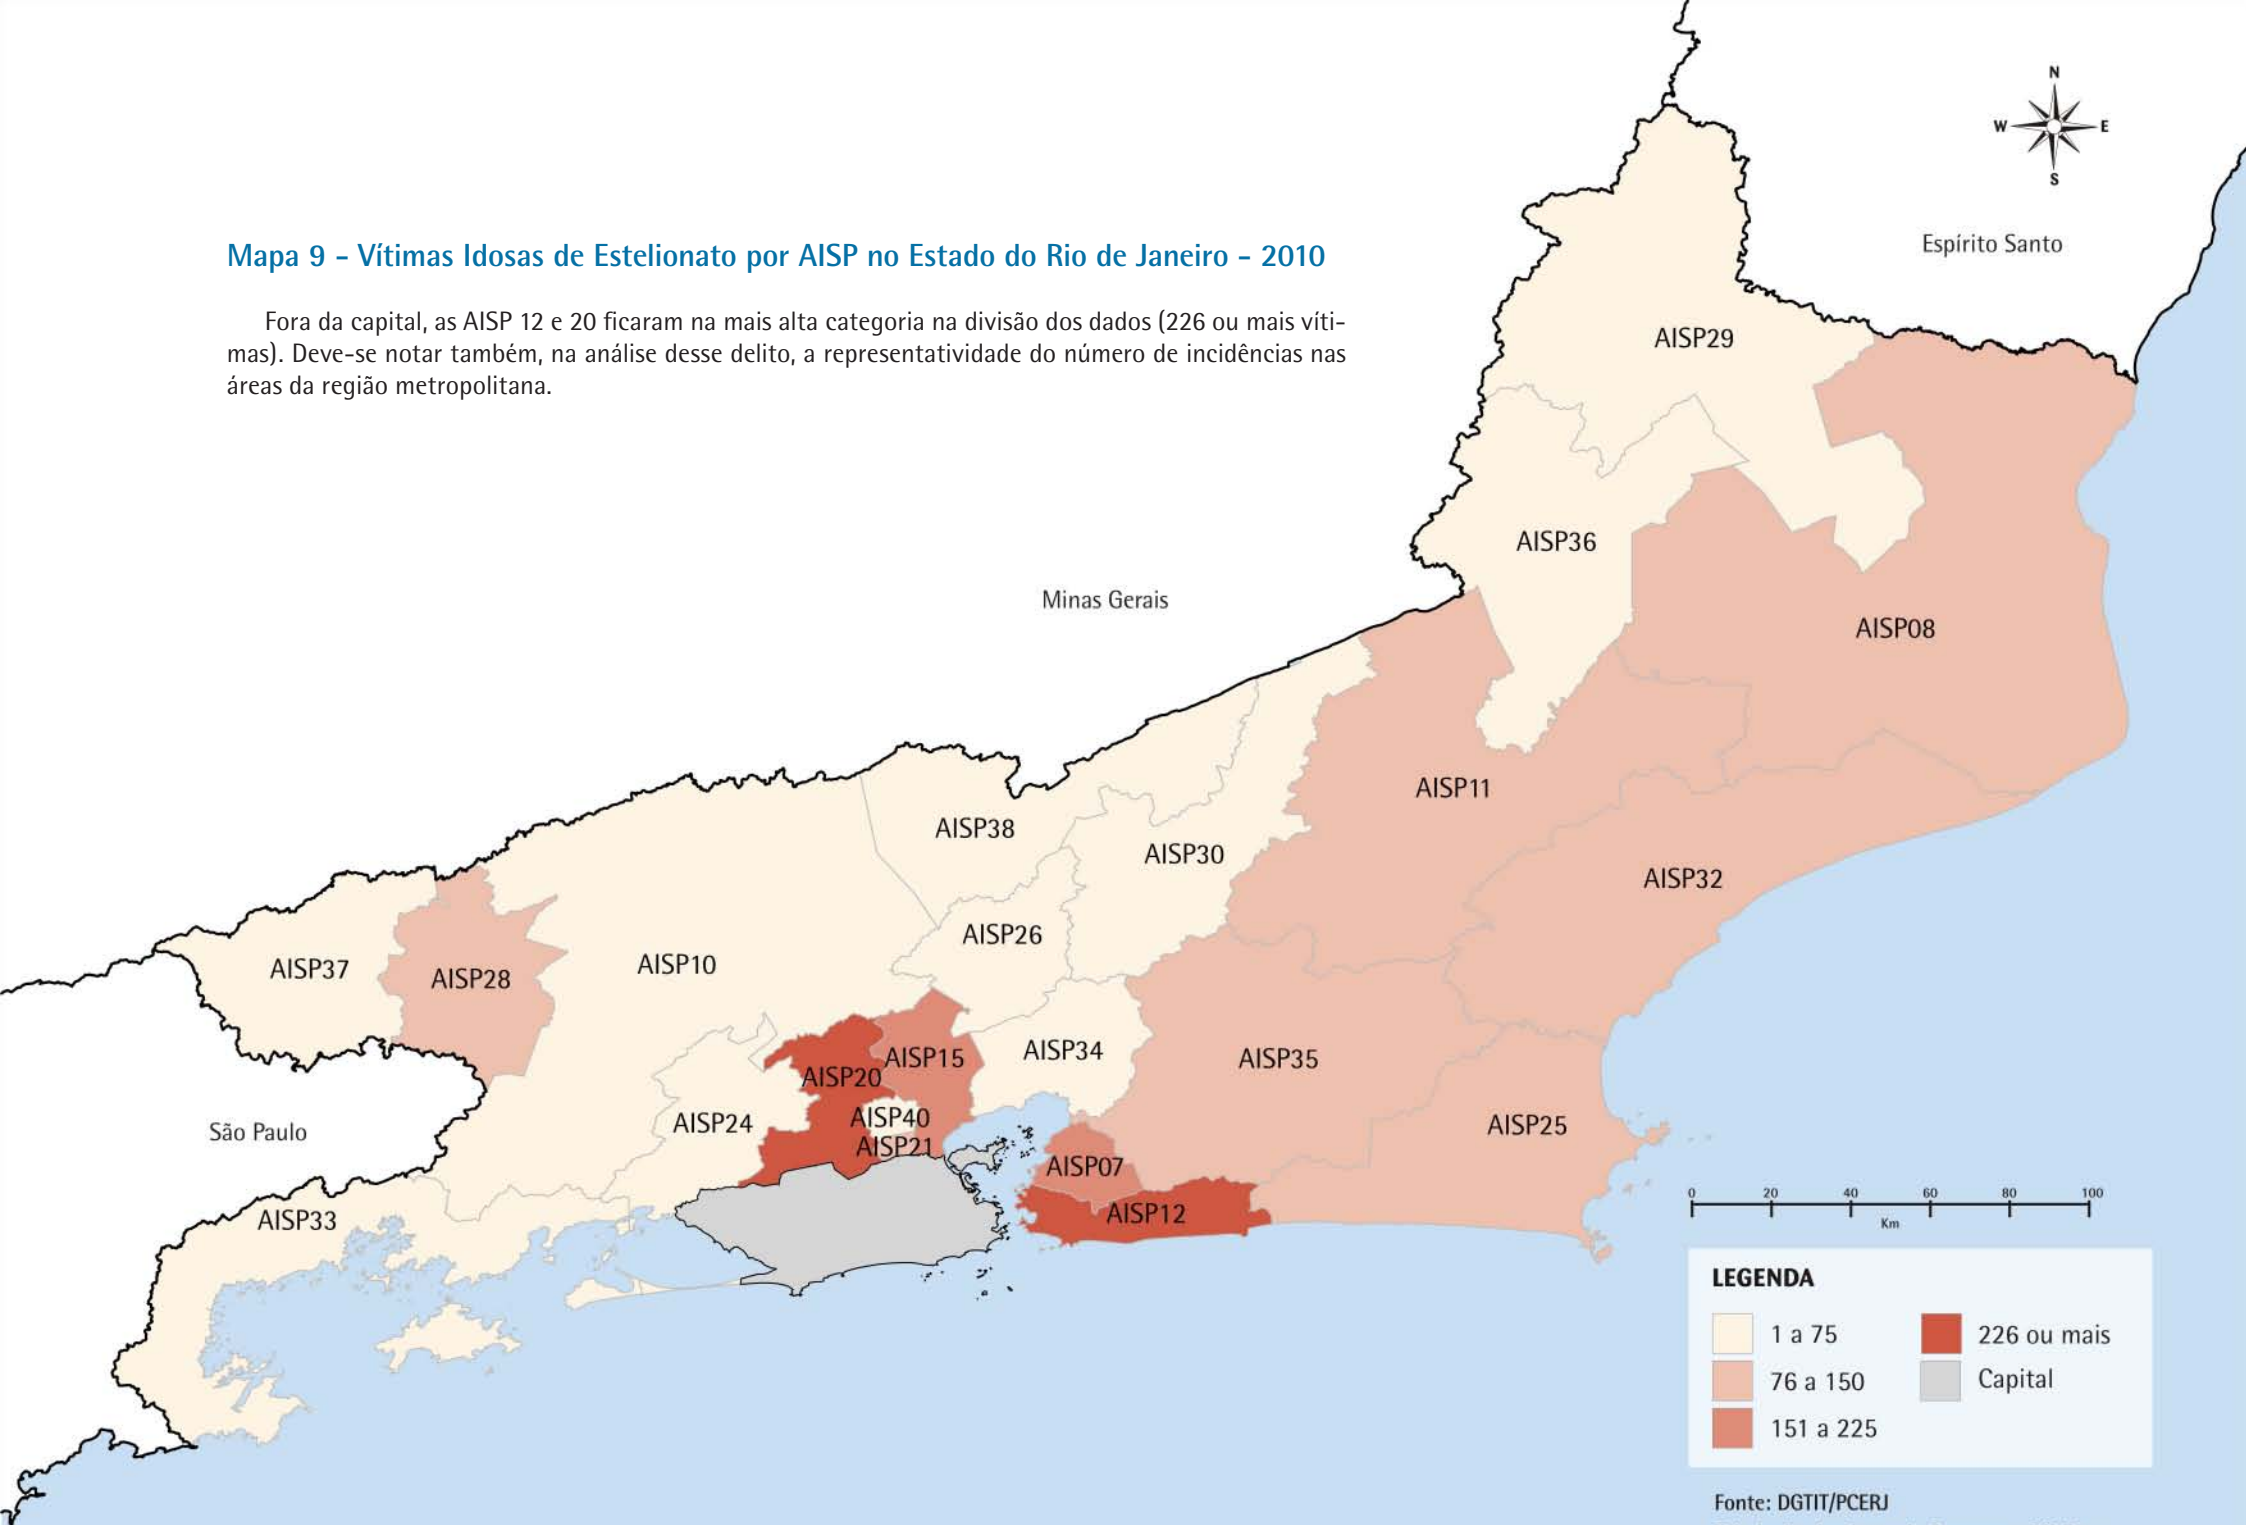 N
W
E
S
Espírito Santo
Mapa 9 - Vítimas Idosas de Estelionato por AISP no Estado do Rio de Janeiro - 2010
Fora da capital, as AISP 12 e 20 ficaram na mais alta categoria na divisão dos dados (226 ou mais víti-
mas). Deve-se notar também, na análise desse delito, a representatividade do número de incidências nas
áreas da região metropolitana.
AISP29
AISP36
Minas Gerais
AISP08
AISP11
AISP38
AISP30
AISP32
AISP26
AISP37
AISP28
AISP10
AISP34
AISP15
AISP35
AISP20
AISP40
AISP24
AISP25
São Paulo
AISP21
AISP07
AISP12
AISP33
0 20 40 60 80 100
Km
LEGENDA
1 a 75
226 ou mais
76 a 150
Capital
151 a 225
Fonte: DGTIT/PCERJ